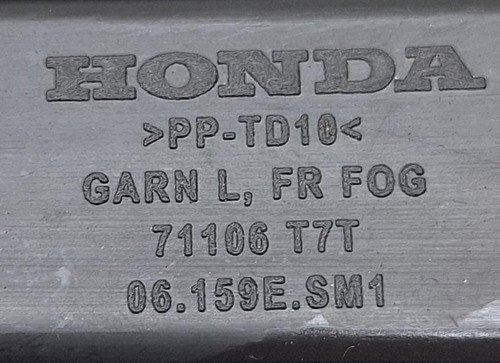 HONDA
>PP-TD10<
GARN L, FR FOG
71106 T7T
06.159E.SM1